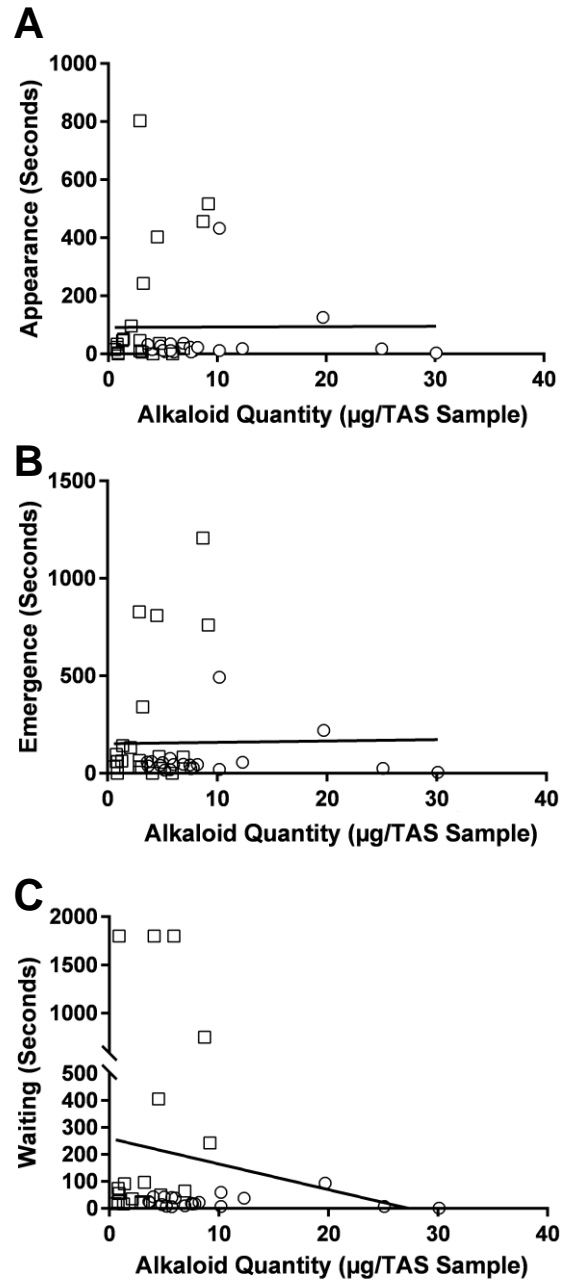 A
1000
800
600
400
200
0
Appearance (Seconds)
0 10 20 30 40
Alkaloid Quantity (µg/TAS Sample)
B
1500
1000
500
0
Emergence (Seconds)
0 10 20 30 40
Alkaloid Quantity (µg/TAS Sample)
C
2000
1500
1000
500
400
300
200
100
0
Waiting (Seconds)
0 10 20 30 40
Alkaloid Quantity (µg/TAS Sample)